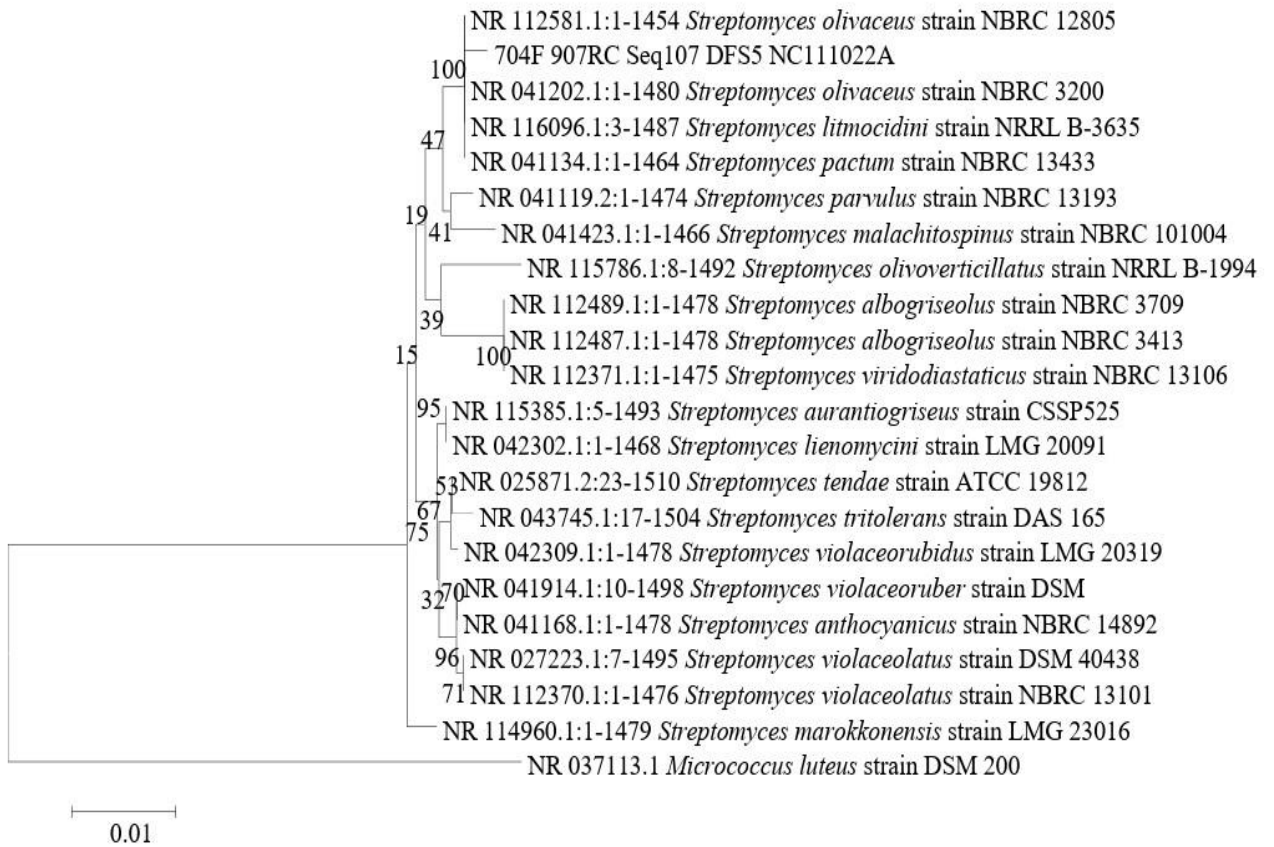 NR 112581.1:1-1454 Streptomyces olivaceus strain NBRC 12805
704F 907RC Seq107 DFS5 NC111022A
100
NR 041202.1:1-1480 Streptomyces olivaceus strain NBRC 3200
NR 116096.1:3-1487 Streptomyces litmocidini strain NRRL B-3635
47
NR 041134.1:1-1464 Streptomyces pactum strain NBRC 13433
NR 041119.2:1-1474 Streptomyces parvulus strain NBRC 13193
19
41
NR 041423.1:1-1466 Streptomyces malachitospinus strain NBRC 101004
NR 115786.1:8-1492 Streptomyces olivoverticillatus strain NRRL B-1994
NR 112489.1:1-1478 Streptomyces albogriseolus strain NBRC 3709
39
NR 112487.1:1-1478 Streptomyces albogriseolus strain NBRC 3413
15
100
NR 112371.1:1-1475 Streptomyces viridodiastaticus strain NBRC 13106
95
NR 115385.1:5-1493 Streptomyces aurantiogriseus strain CSSP525
NR 042302.1:1-1468 Streptomyces lienomycini strain LMG 20091
53
NR 025871.2:23-1510 Streptomyces tendae strain ATCC 19812
67
NR 043745.1:17-1504 Streptomyces tritolerans strain DAS 165
75
NR 042309.1:1-1478 Streptomyces violaceorubidus strain LMG 20319
70
NR 041914.1:10-1498 Streptomyces violaceoruber strain DSM
32
NR 041168.1:1-1478 Streptomyces anthocyanicus strain NBRC 14892
96
NR 027223.1:7-1495 Streptomyces violaceolatus strain DSM 40438
71
NR 112370.1:1-1476 Streptomyces violaceolatus strain NBRC 13101
NR 114960.1:1-1479 Streptomyces marokkonensis strain LMG 23016
NR 037113.1 Micrococcus luteus strain DSM 200
0.01